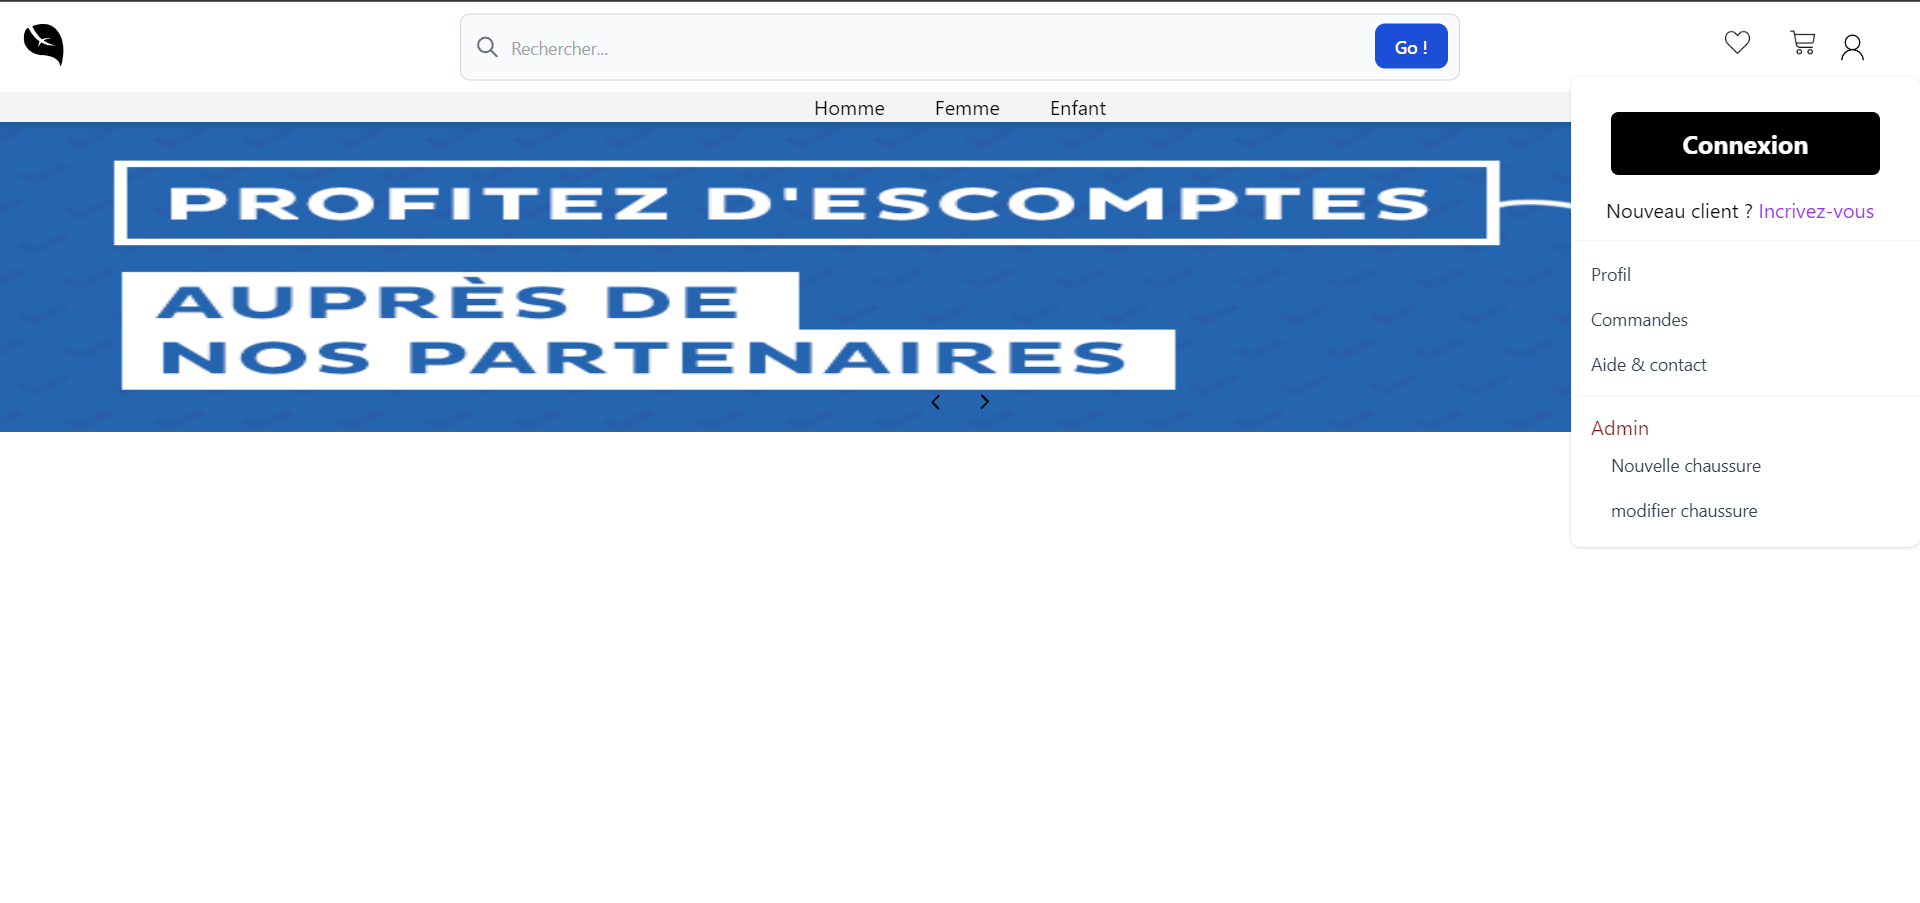 Rechercher...
Go !
Homme
Femme
Enfant
PROFITEZ D'ESCOMPTES
AUPRÈS DE
NOS PARTENAIRES
Connexion
Nouveau client ? Incrivez-vous
Profil
Commandes
Aide & contact
Admin
Nouvelle chaussure
modifier chaussure